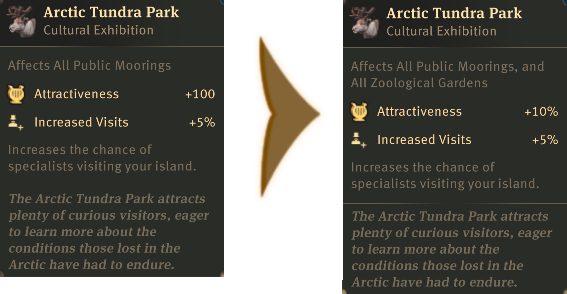 Arctic Tundra Park
Cultural Exhibition
Affects All Public Moorings
Attractiveness +100
Increased Visits +5%
Increases the chance of
specialists visiting your island.
The Arctic Tundra Park attracts
plenty of curious visitors, eager
to learn more about the
conditions those lost in the
Arctic have had to endure.
Arctic Tundra Park
Cultural Exhibition
Affects All Public Moorings, and
All Zoological Gardens
Attractiveness +10%
Increased Visits +5%
Increases the chance of
specialists visiting your island.
The Arctic Tundra Park attracts
plenty of curious visitors, eager
to learn more about the
conditions those lost in the
Arctic have had to endure.